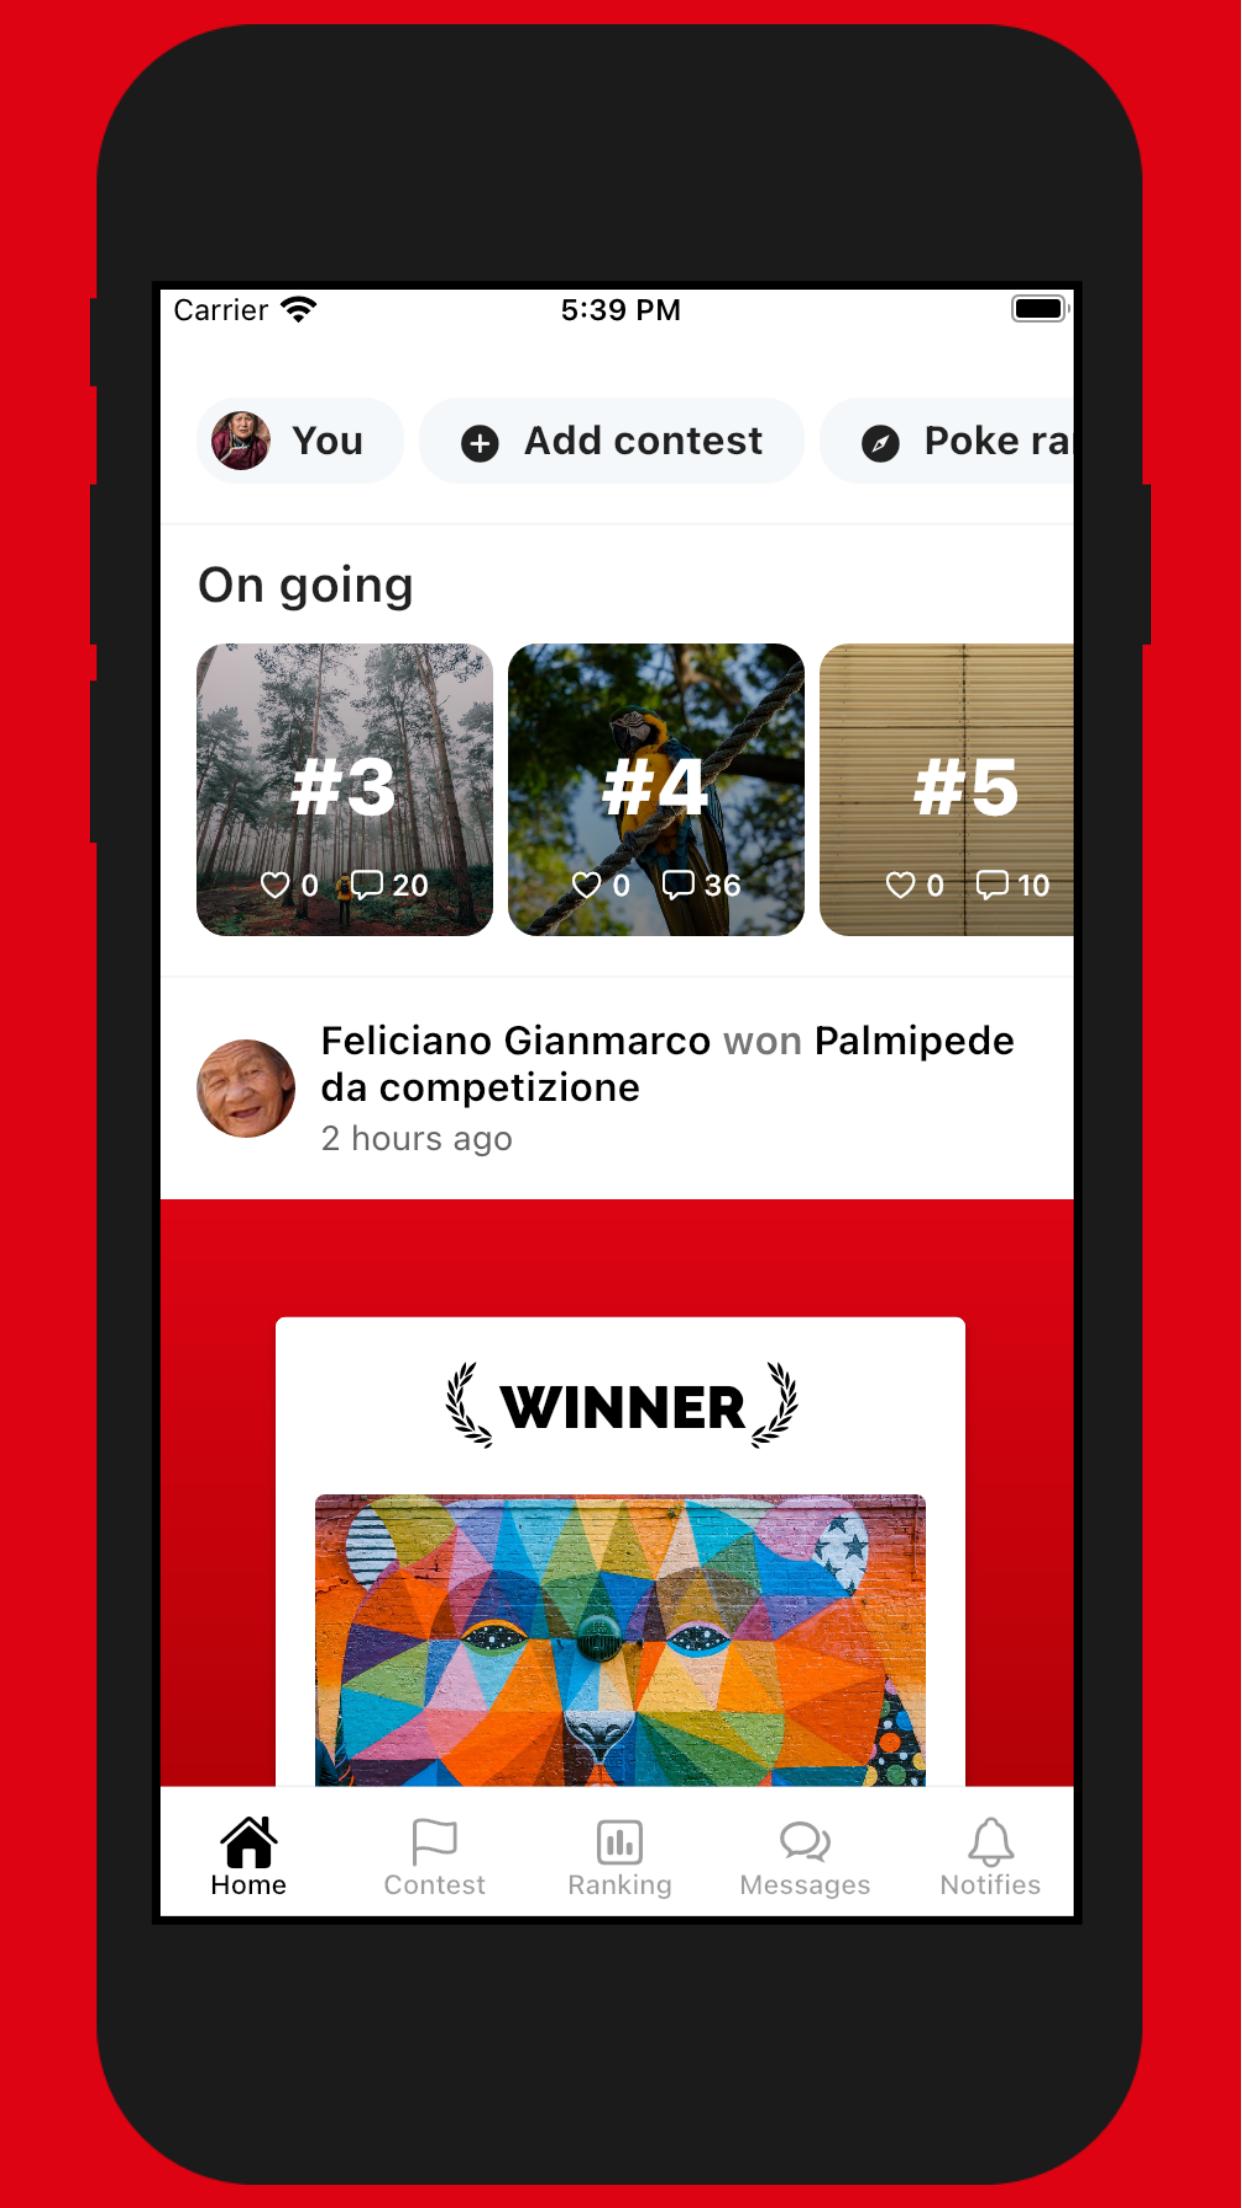 Carrier 5:39 PM
You Add contest Poke
On going
#3 #4 #5
0 20 0 36 0 10
Feliciano Gianmarco won Palmipede
da competizione
2 hours ago
WINNER
Home Contest Ranking Messages Notifies